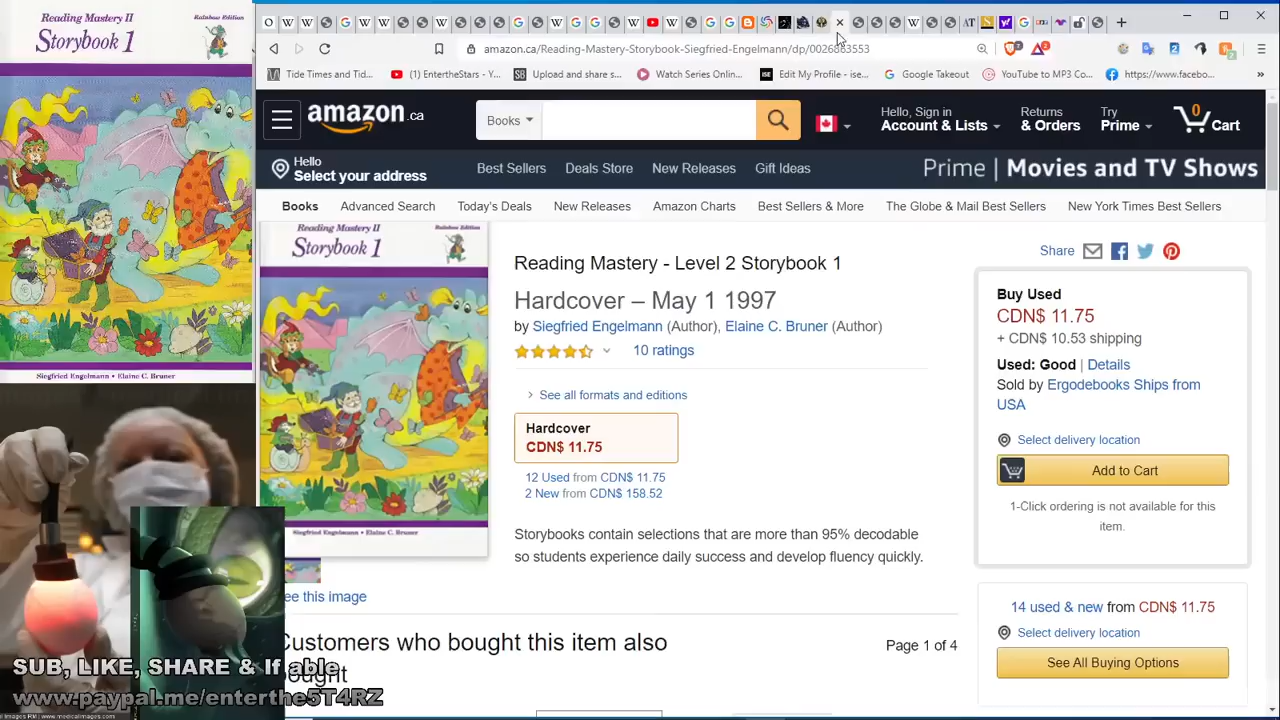 Reading Mastery II
Rainbow Edition
Storybook 1
Siegfried Engelmann • Elaine C. Bruner
SUB, LIKE, SHARE & If able
www.paypal.me/enterthe5T4RZ
AT
amazon.ca/Reading-Mastery-Storybook-Siegfried-Engelmann/dp/0026863553
Tide Times and Tid...
(1) EntertheStars - Y...
Upload and share s...
Watch Series Onlin...
Edit My Profile - ise...
Google Takeout
YouTube to MP3 Co...
https://www.facebo...
»
amazon.ca
Books
Hello, Sign in
Account & Lists
Returns
& Orders
Try
Prime
0
Cart
Hello
Select your address
Best Sellers
Deals Store
New Releases
Gift Ideas
Prime | Movies and TV Shows
Books
Advanced Search
Today's Deals
New Releases
Amazon Charts
Best Sellers & More
The Globe & Mail Best Sellers
New York Times Best Sellers
Reading Mastery II
Rainbow Edition
Storybook 1
Siegfried Engelmann • Elaine C. Bruner
ee this image
Reading Mastery - Level 2 Storybook 1
Hardcover – May 1 1997
by Siegfried Engelmann (Author), Elaine C. Bruner (Author)
10 ratings
See all formats and editions
Hardcover
CDN$ 11.75
12 Used from CDN$ 11.75
2 New from CDN$ 158.52
Storybooks contain selections that are more than 95% decodable
so students experience daily success and develop fluency quickly.
Share
Buy Used
CDN$ 11.75
+ CDN$ 10.53 shipping
Used: Good | Details
Sold by Ergodebooks Ships from
USA
Select delivery location
Add to Cart
1-Click ordering is not available for this
item.
14 used & new from CDN$ 11.75
Select delivery location
See All Buying Options
Customers who bought this item also
bought
Page 1 of 4